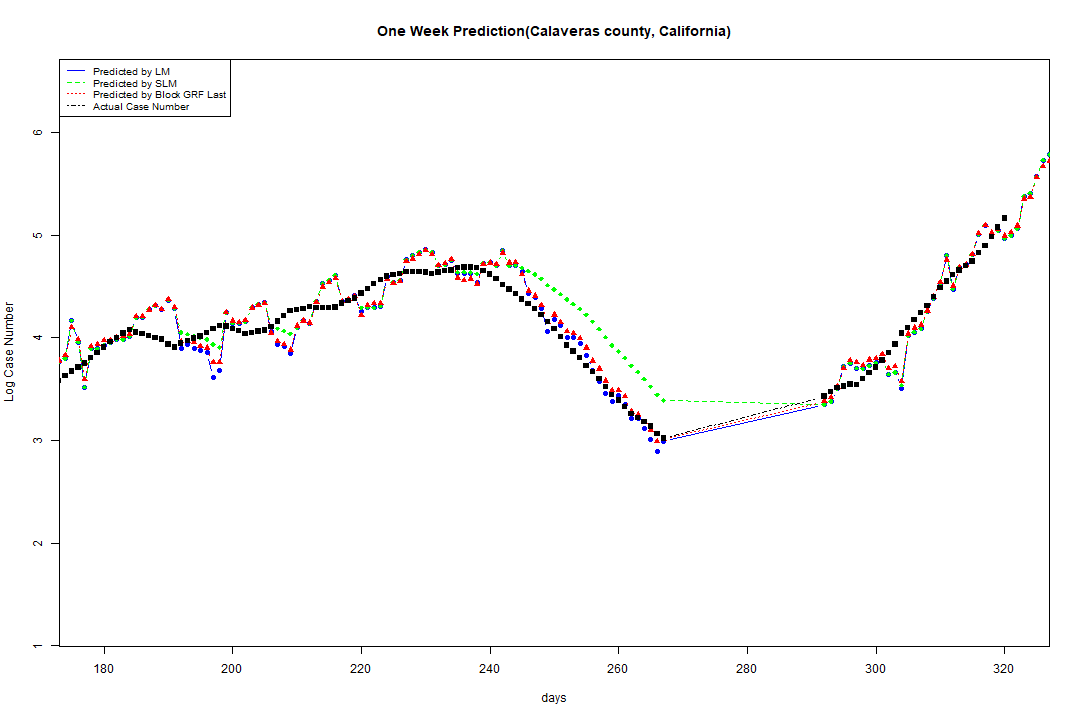 One Week Prediction(Calaveras county, California)
Predicted by LM
Predicted by SLM
Predicted by Block GRF Last
Actual Case Number
Log Case Number
6
5
4
3
2
1
180 200 220 240 260 280 300 320
days